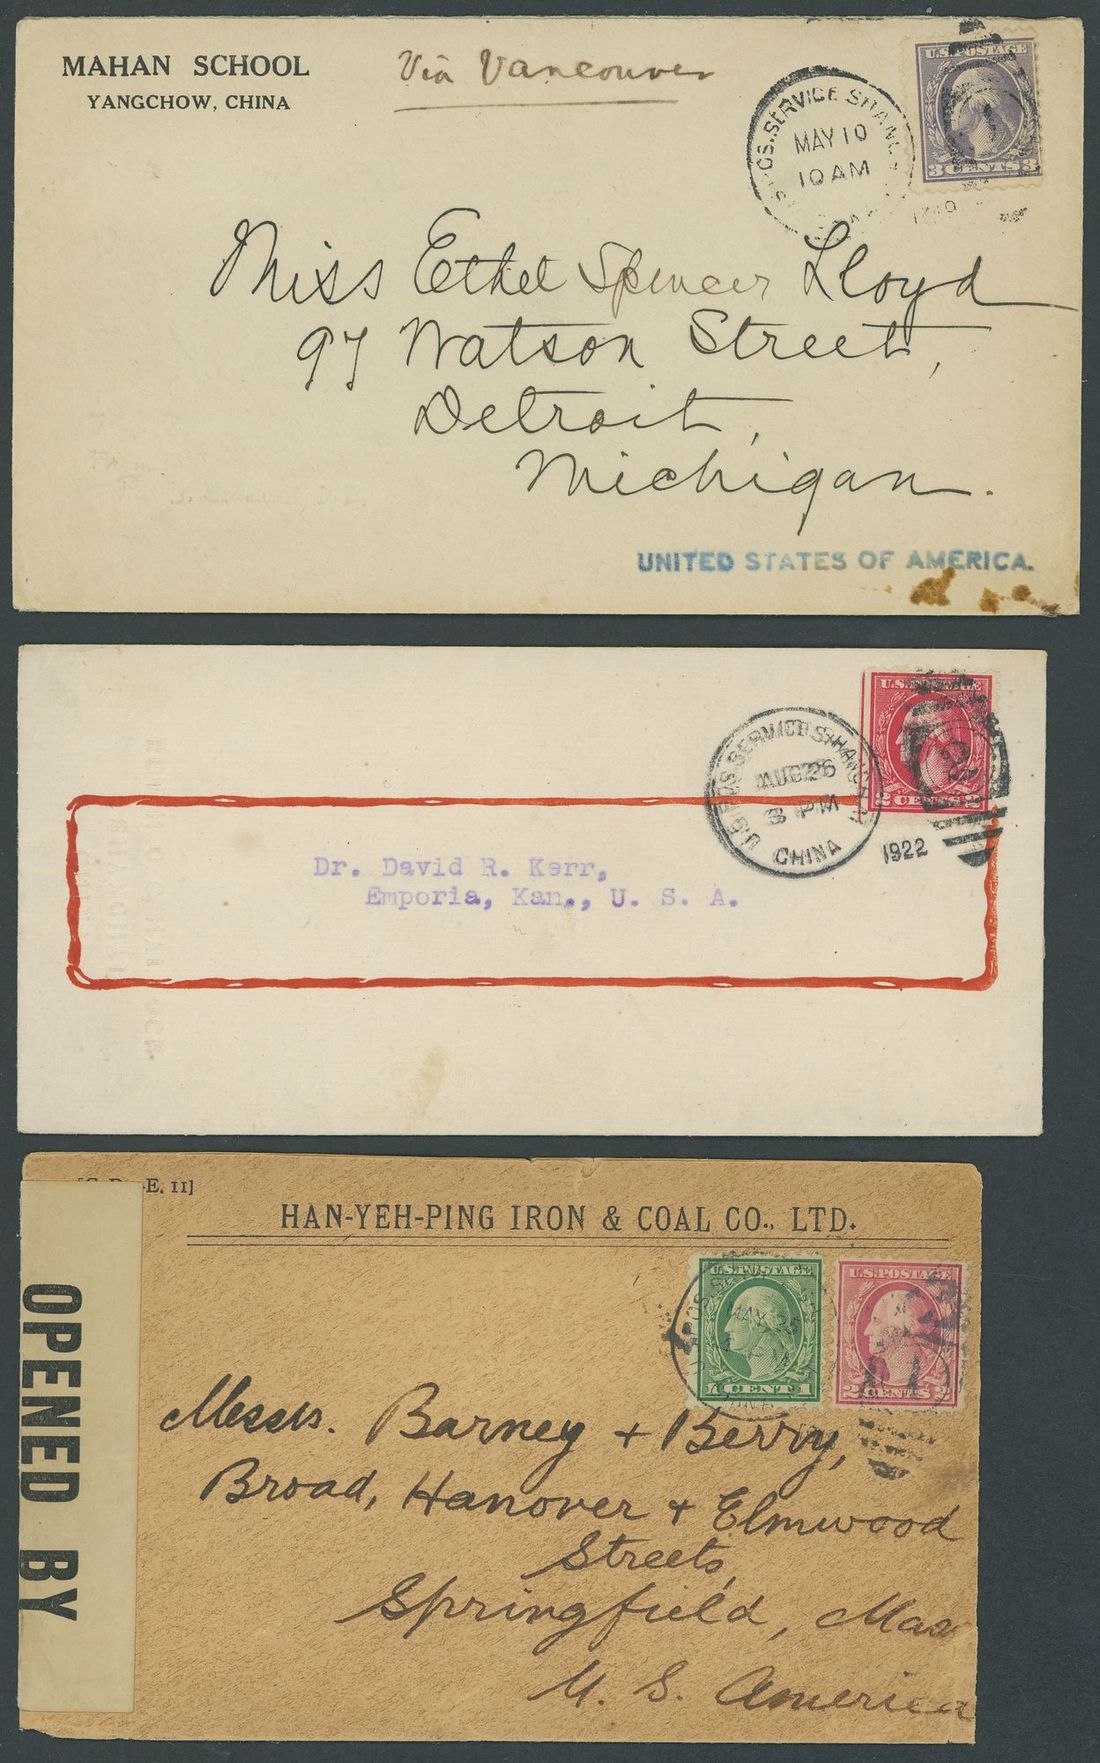 MAHAN SCHOOL
YANGCHOW, CHINA
Via Vancouver
SERVICE
MAY 10
10 AM
U.S. POSTAGE
3 CENTS 3
Miss Ethel Spencer Lloyd
97 Watson Street,
Detroit,
Michigan.
UNITED STATES OF AMERICA.
U.S. POSTAGE
2 CENTS 2
SERVICE
AUG 26
3 PM
CHINA
1922
Dr. David R. Kerr,
Emporia, Kan., U. S. A.
E. 11]
HAN-YEH-PING IRON & COAL CO., LTD.
OPENED BY
U.S. POSTAGE
1 CENT 1
MAY
U.S. POSTAGE
2 CENTS 2
Messrs. Barney + Berry,
Broad, Hanover + Elmwood
Streets,
Springfield, Mas
U. S. America